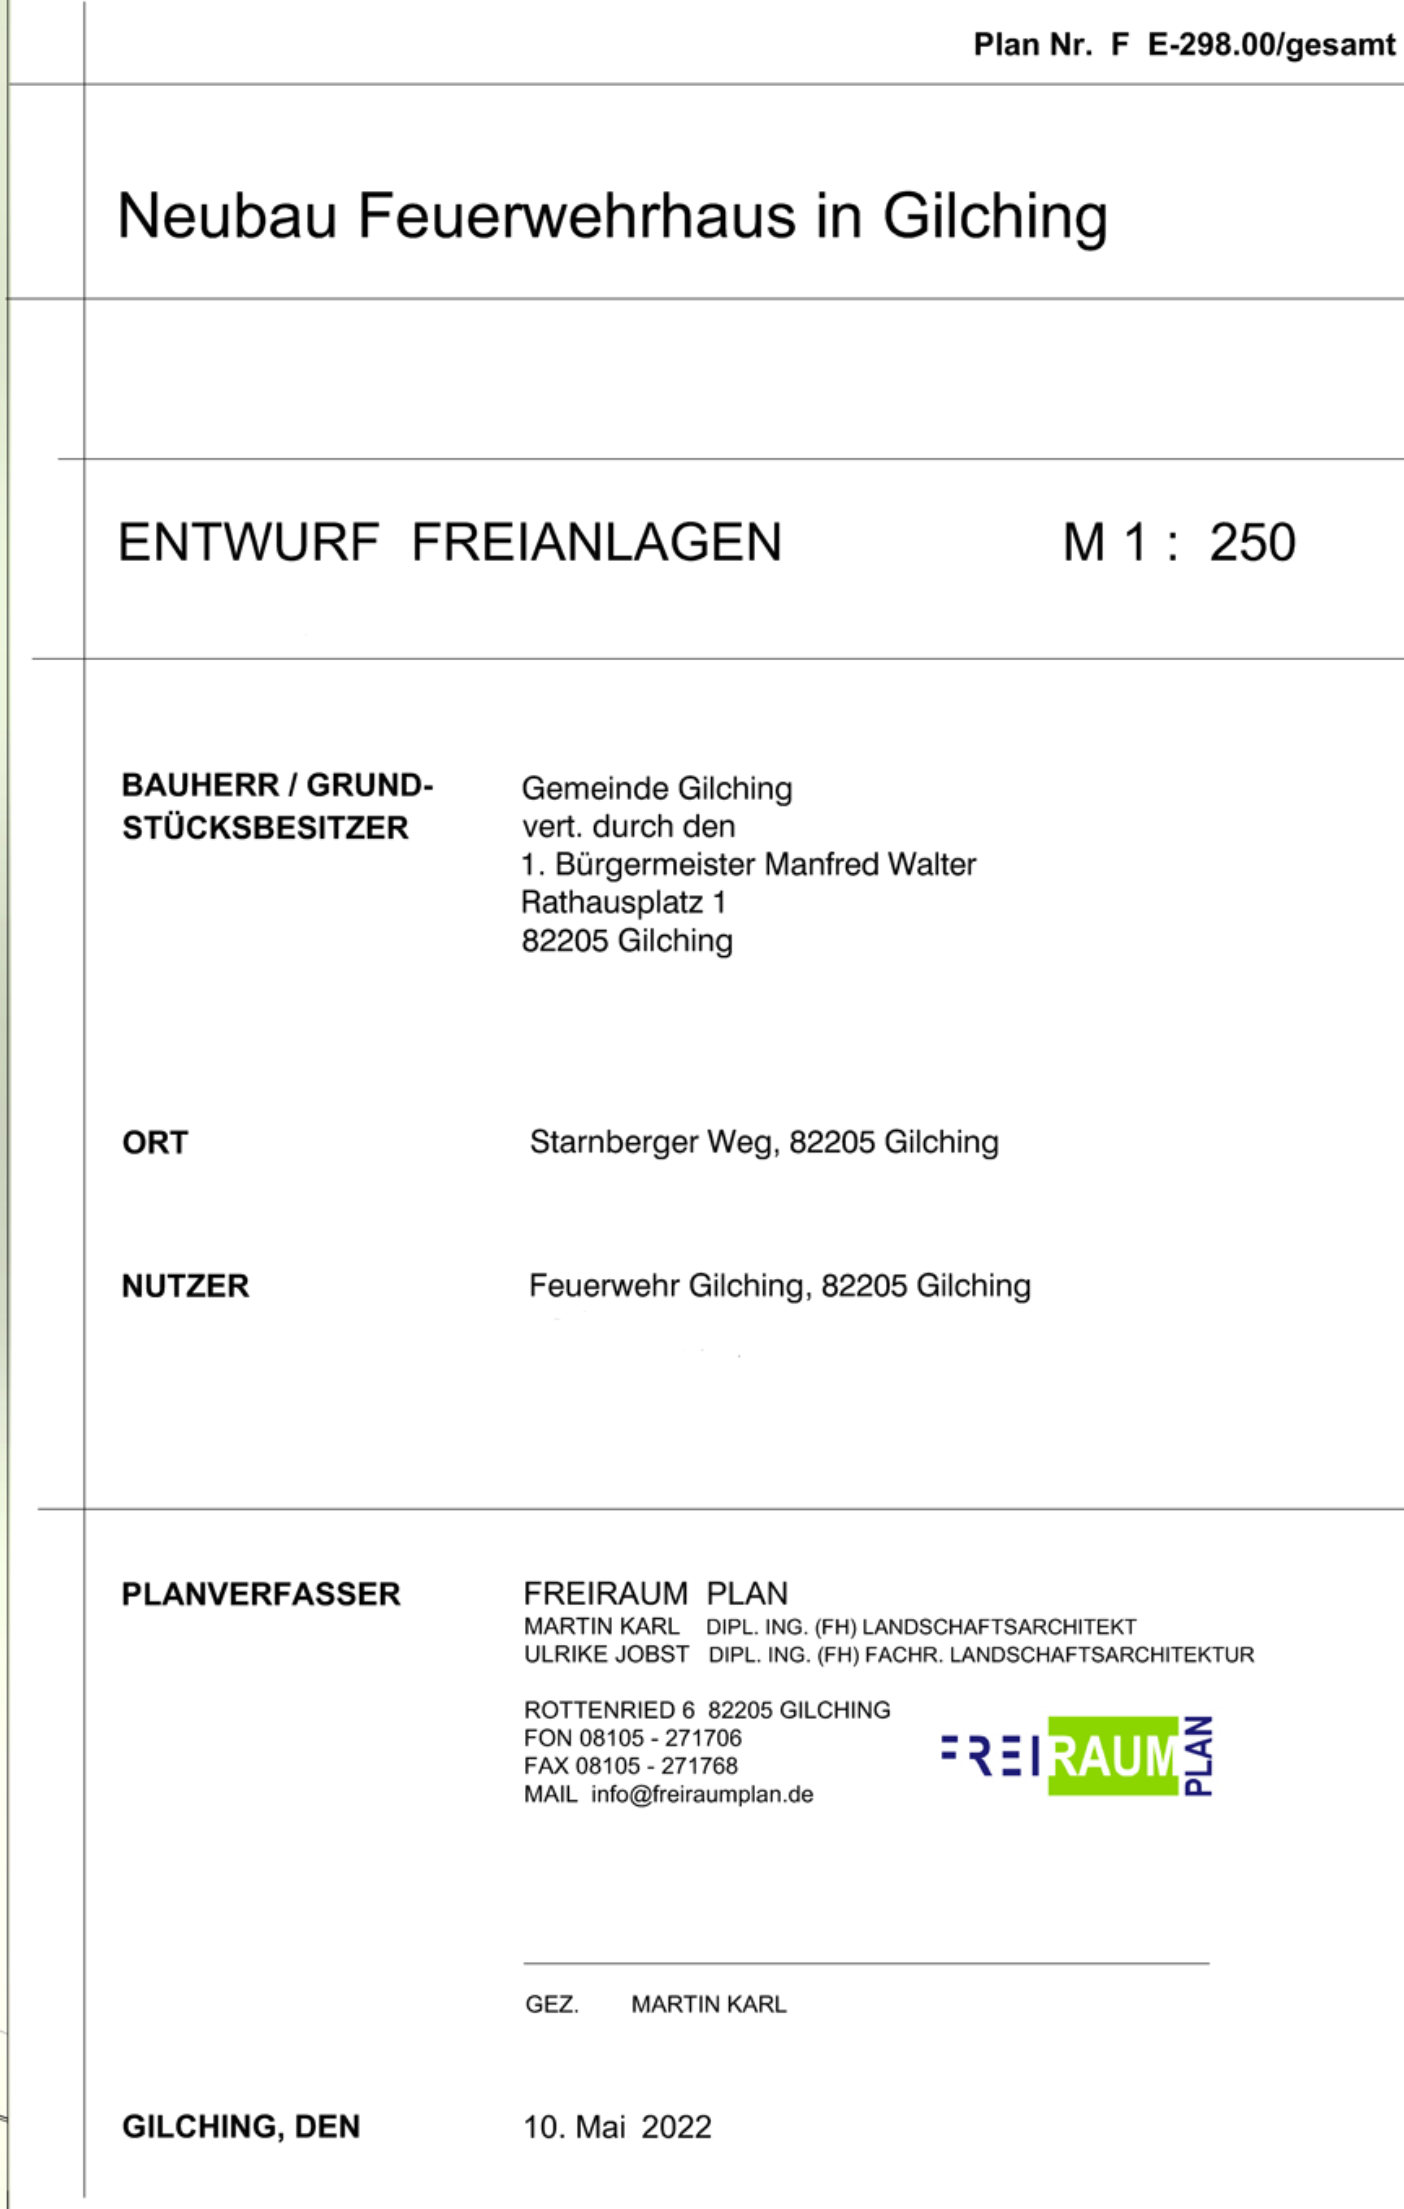 Plan Nr. F E-298.00/gesamt
Neubau Feuerwehrhaus in Gilching
ENTWURF FREIANLAGEN M 1 : 250
BAUHERR / GRUND-
STÜCKSBESITZER
Gemeinde Gilching
vert. durch den
1. Bürgermeister Manfred Walter
Rathausplatz 1
82205 Gilching
ORT Starnberger Weg, 82205 Gilching
NUTZER Feuerwehr Gilching, 82205 Gilching
PLANVERFASSER FREIRAUM PLAN
MARTIN KARL DIPL. ING. (FH) LANDSCHAFTSARCHITEKT
ULRIKE JOBST DIPL. ING. (FH) FACHR. LANDSCHAFTSARCHITEKTUR
ROTTENRIED 6 82205 GILCHING
FON 08105 - 271706
FAX 08105 - 271768
MAIL info@freiraumplan.de
FREIRAUM PLAN
GEZ. MARTIN KARL
GILCHING, DEN 10. Mai 2022